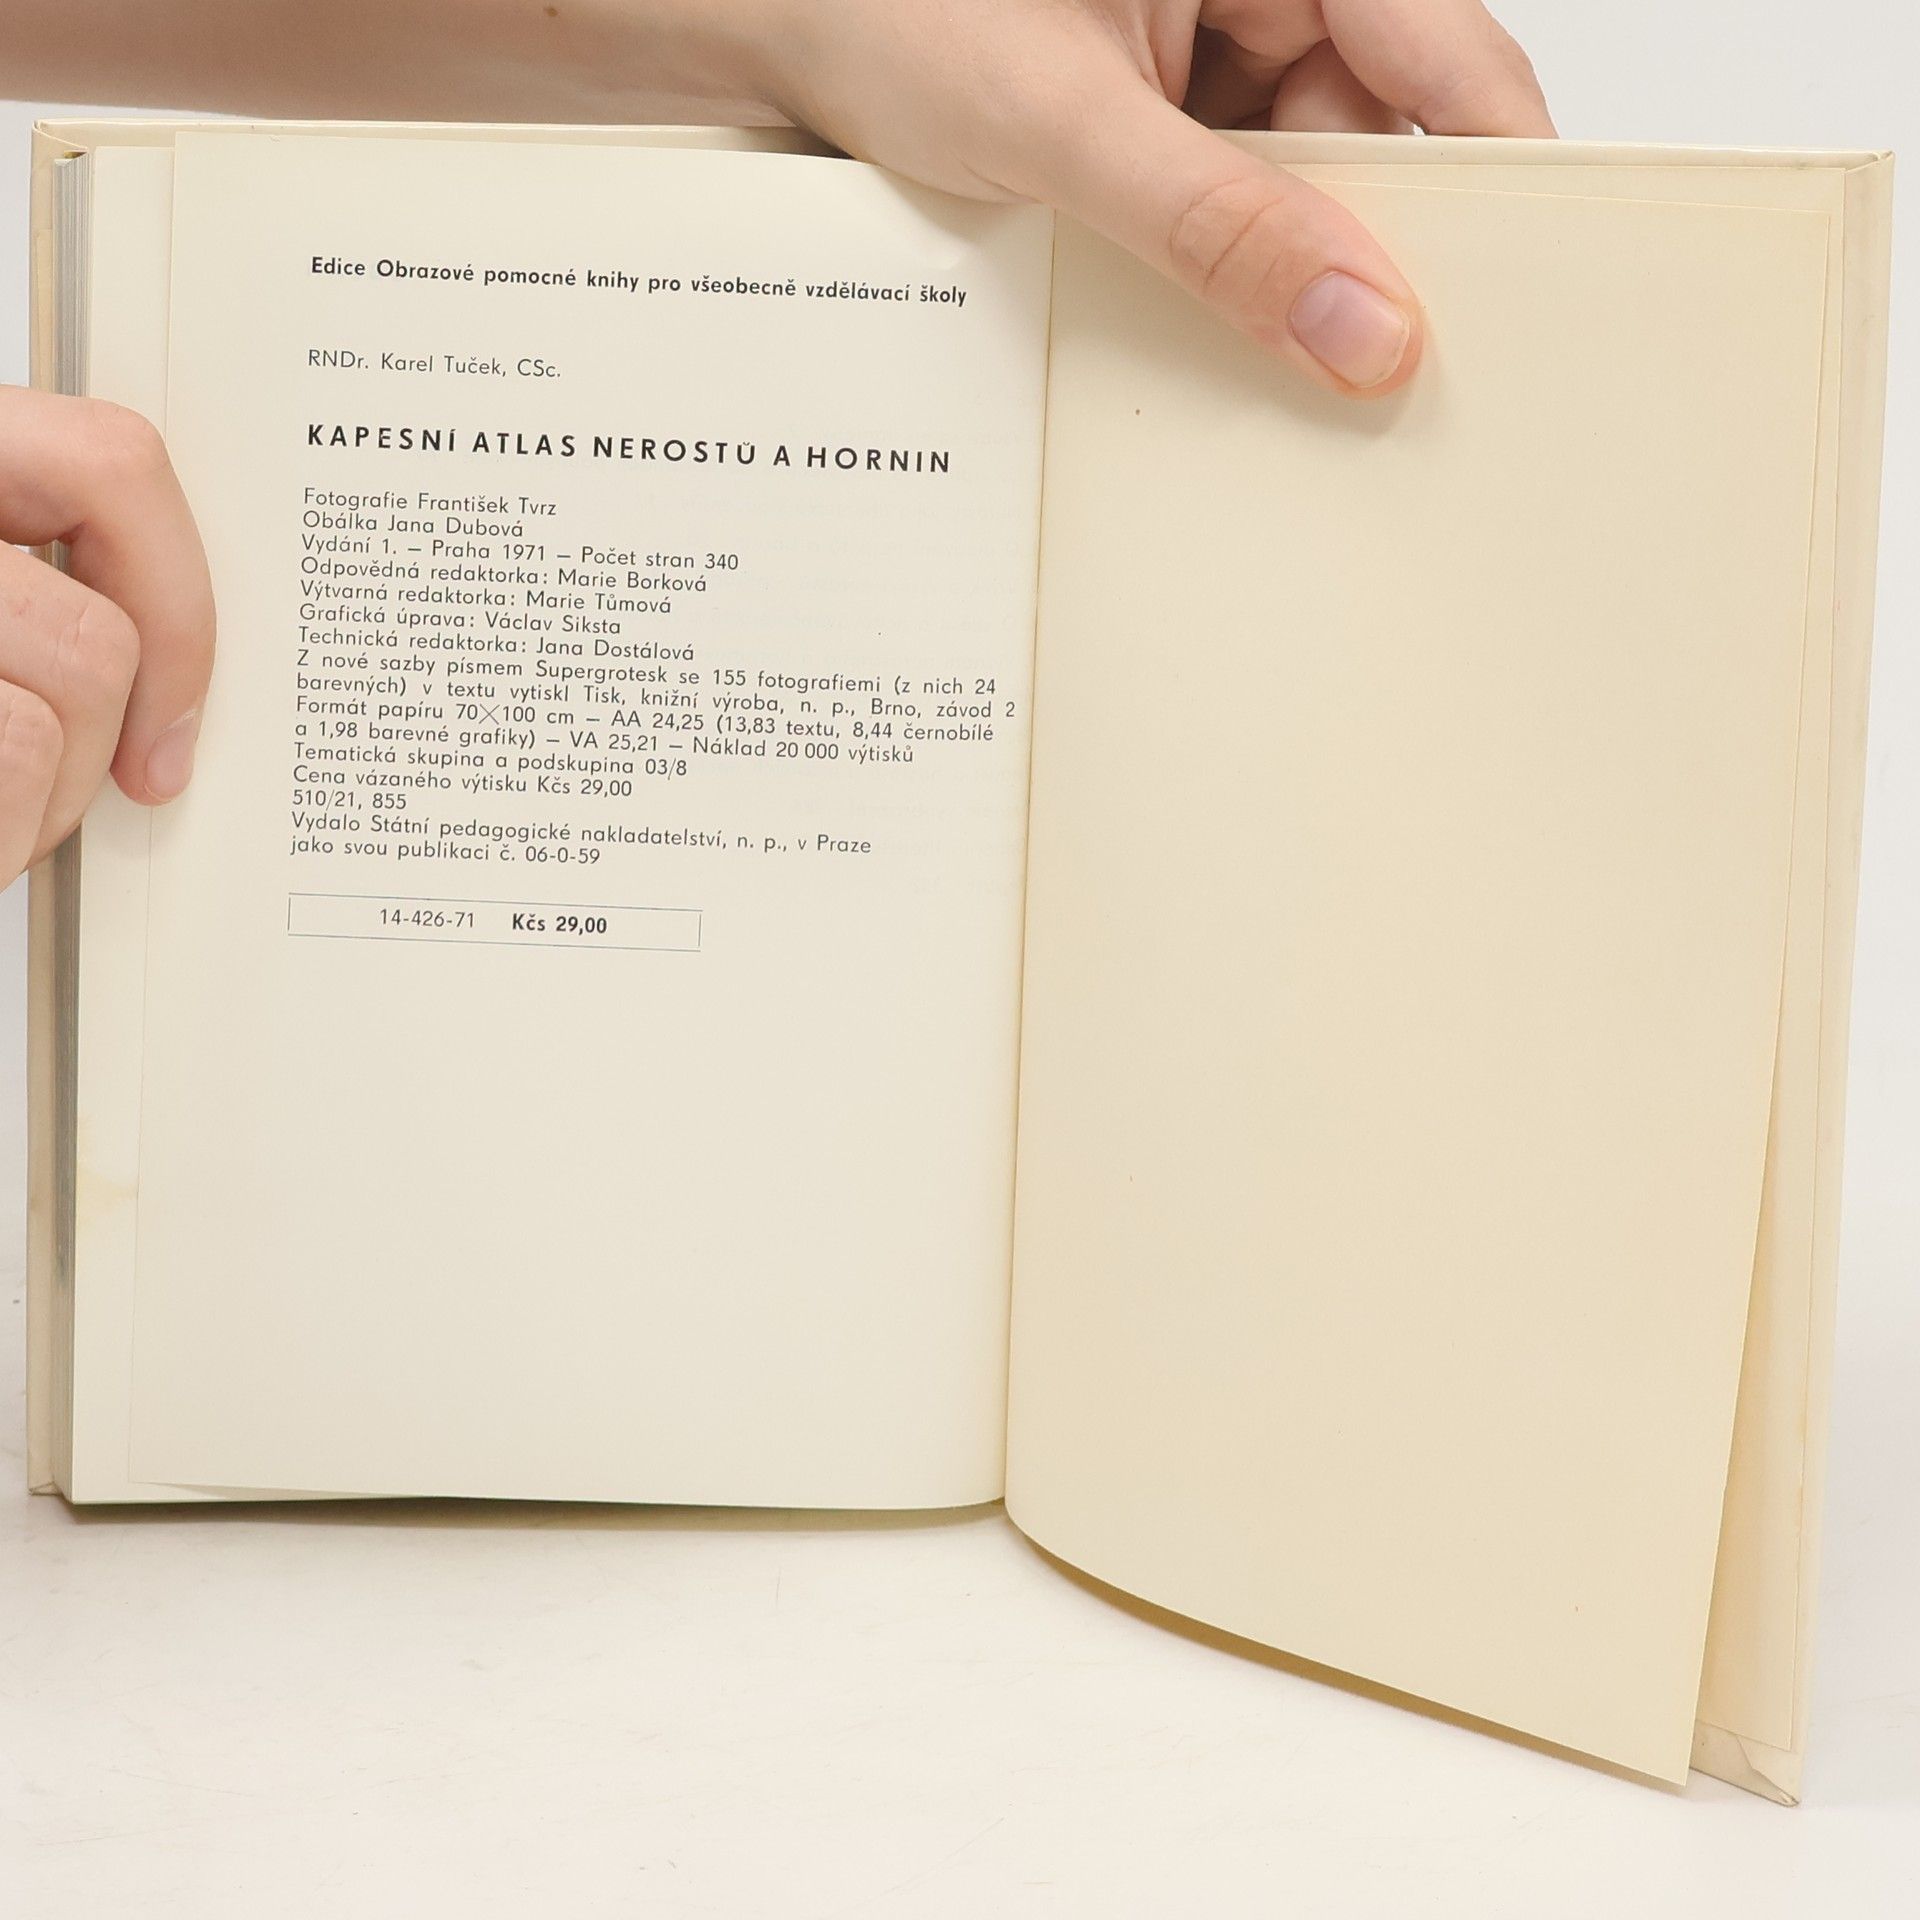 Edice Obrazové pomocné knihy pro všeobecně vzdělávací školy
RNDr. Karel Tuček, CSc.
KAPESNÍ ATLAS NEROSTŮ A HORNIN
Fotografie František Tvrz
Obálka Jana Dubová
Vydání 1. – Praha 1971 – Počet stran 340
Odpovědná redaktorka: Marie Borková
Výtvarná redaktorka: Marie Tůmová
Grafická úprava: Václav Siksta
Technická redaktorka: Jana Dostálová
Z nové sazby písmem Supergrotesk se 155 fotografiemi (z nich 24
barevných) v textu vytiskl Tisk, knižní výroba, n. p., Brno, závod 2
Formát papíru 70×100 cm – AA 24,25 (13,83 textu, 8,44 černobílé
a 1,98 barevné grafiky) – VA 25,21 – Náklad 20 000 výtisků
Tematická skupina a podskupina 03/8
Cena vázaného výtisku Kčs 29,00
510/21, 855
Vydalo Státní pedagogické nakladatelství, n. p., v Praze
jako svou publikaci č. 06-0-59
14-426-71 Kčs 29,00